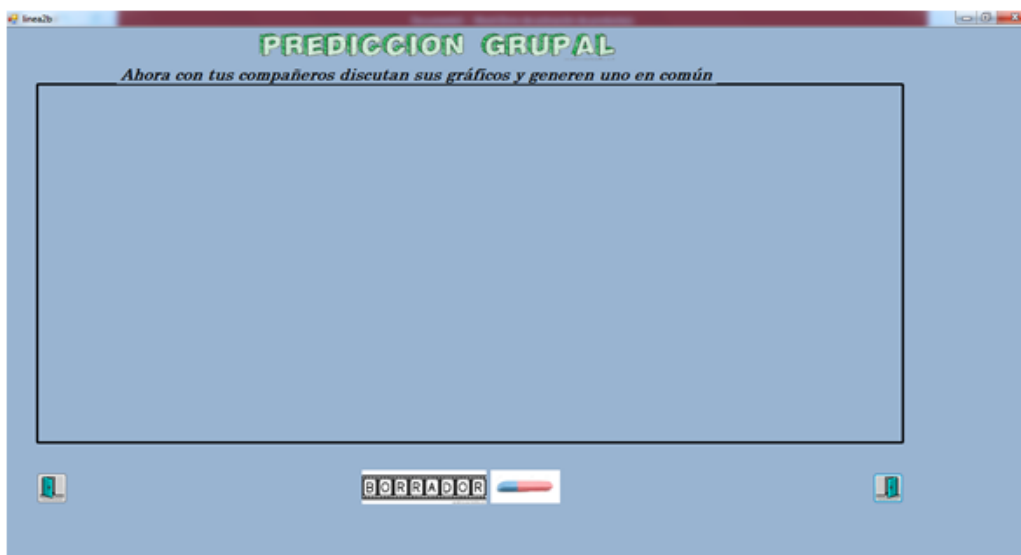 linea2b
PREDICCION GRUPAL
Ahora con tus compañeros discutan sus gráficos y generen uno en común
BORRADOR